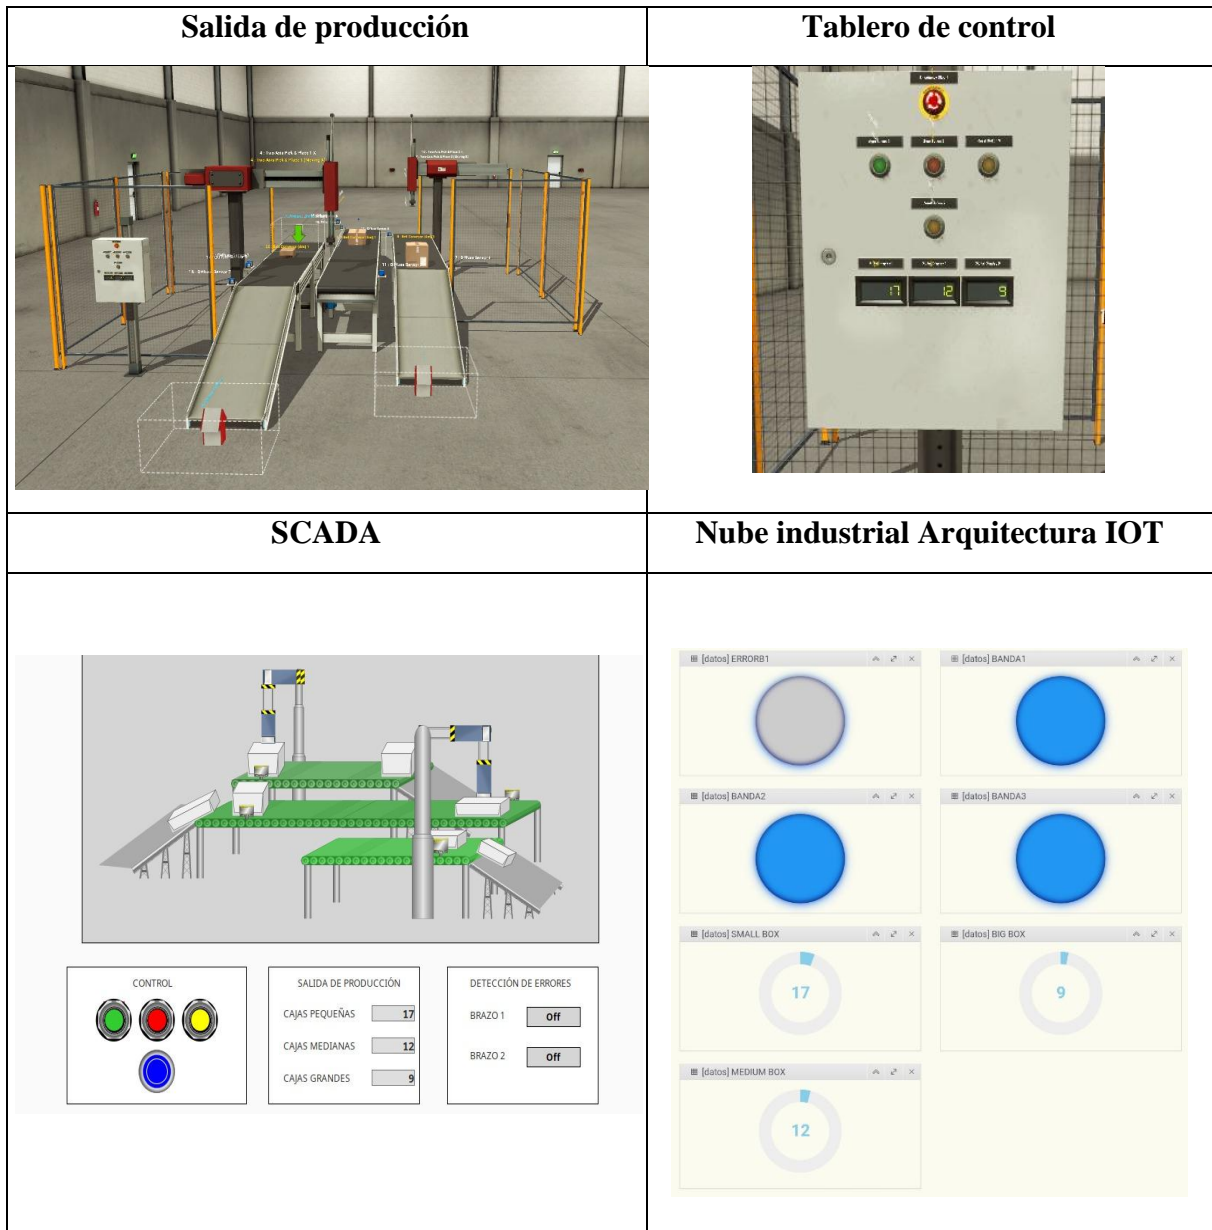 Salida de producción
Tablero de control
17
12
9
SCADA
Nube industrial Arquitectura IOT
CONTROL
SALIDA DE PRODUCCIÓN
CAJAS PEQUEÑAS 17
CAJAS MEDIANAS 12
CAJAS GRANDES 9
DETECCIÓN DE ERRORES
BRAZO 1 Off
BRAZO 2 Off
[datos] ERRORB1
[datos] BANDA1
[datos] BANDA2
[datos] BANDA3
[datos] SMALL BOX
17
[datos] BIG BOX
9
[datos] MEDIUM BOX
12